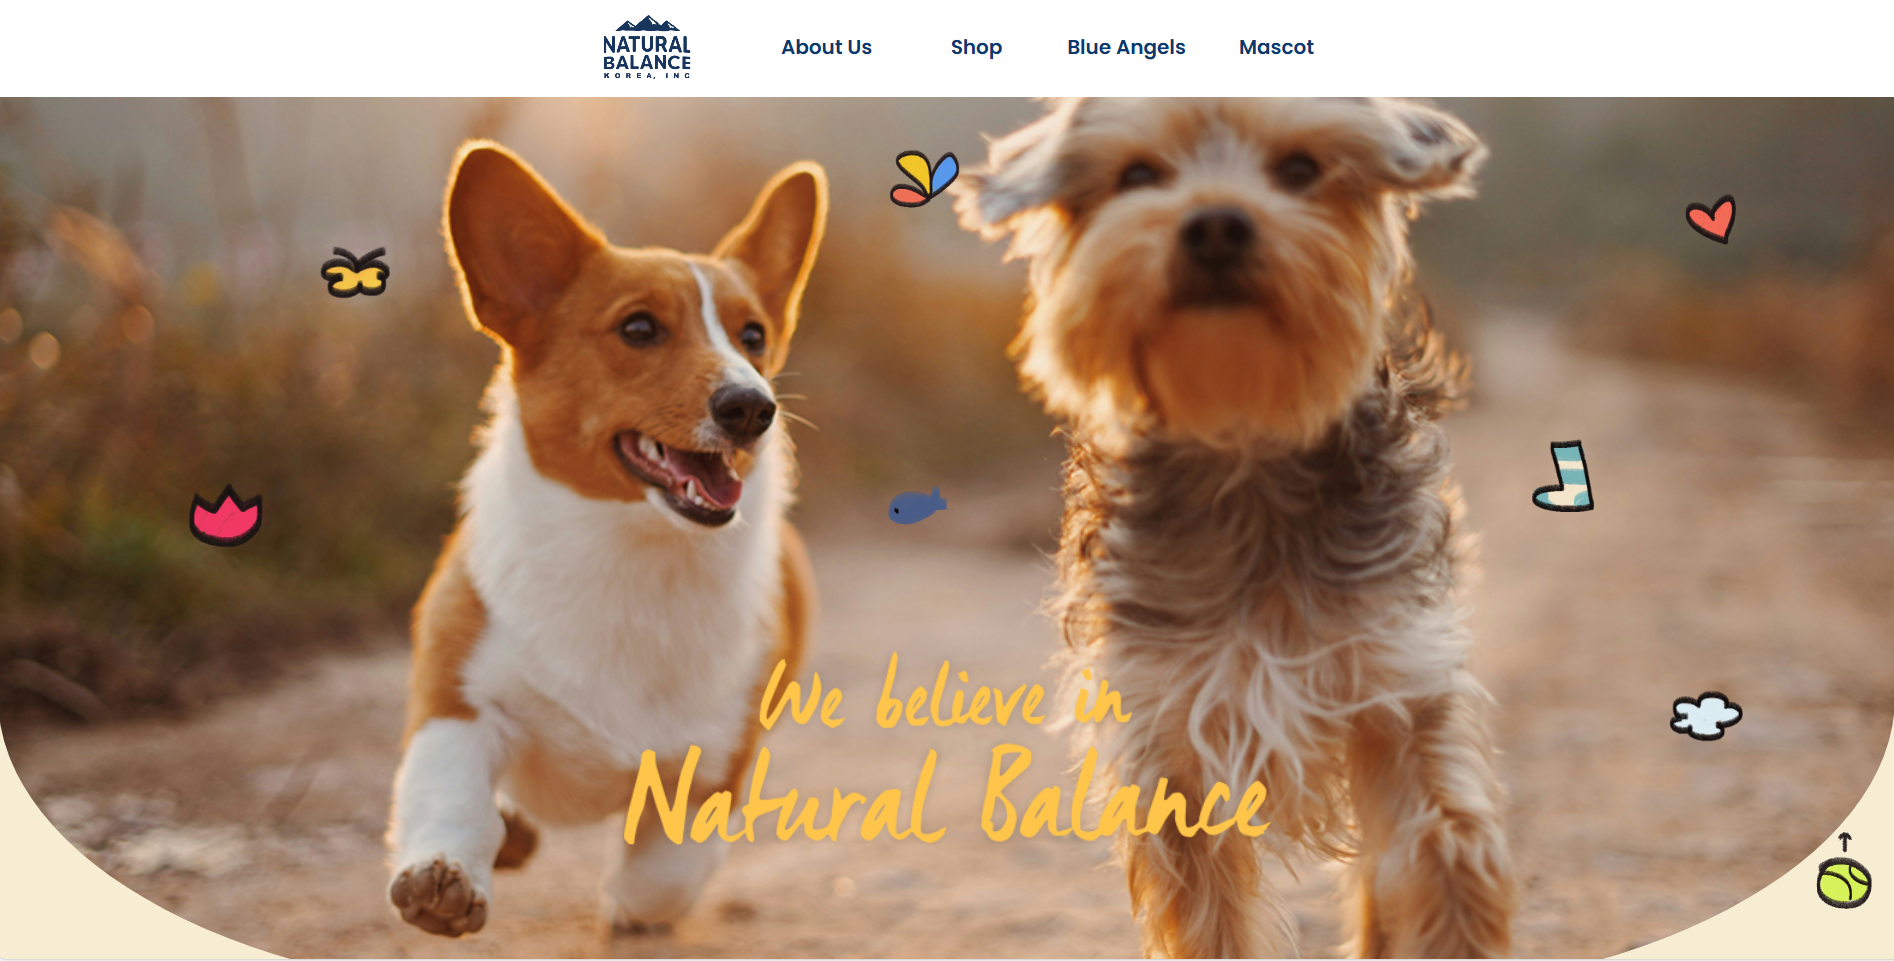 NATURAL
BALANCE
KOREA, INC
About Us
Shop
Blue Angels
Mascot
We believe in
Natural Balance